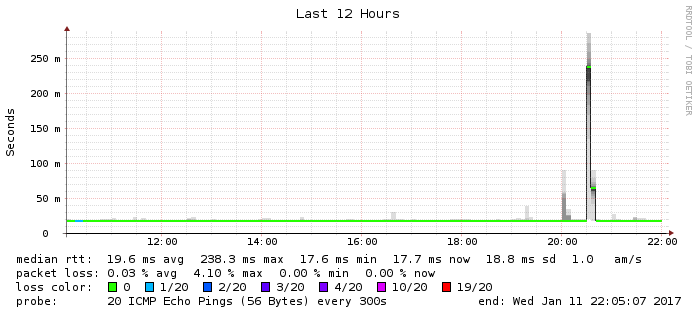 Last 12 Hours
RRDTOOL / TOBI OETIKER
Seconds
250 m
200 m
150 m
100 m
50 m
0
12:00 14:00 16:00 18:00 20:00 22:00
median rtt: 19.6 ms avg 238.3 ms max 17.6 ms min 17.7 ms now 18.8 ms sd 1.0 am/s
packet loss: 0.03 % avg 4.10 % max 0.00 % min 0.00 % now
loss color: 0 1/20 2/20 3/20 4/20 10/20 19/20
probe: 20 ICMP Echo Pings (56 Bytes) every 300s end: Wed Jan 11 22:05:07 2017